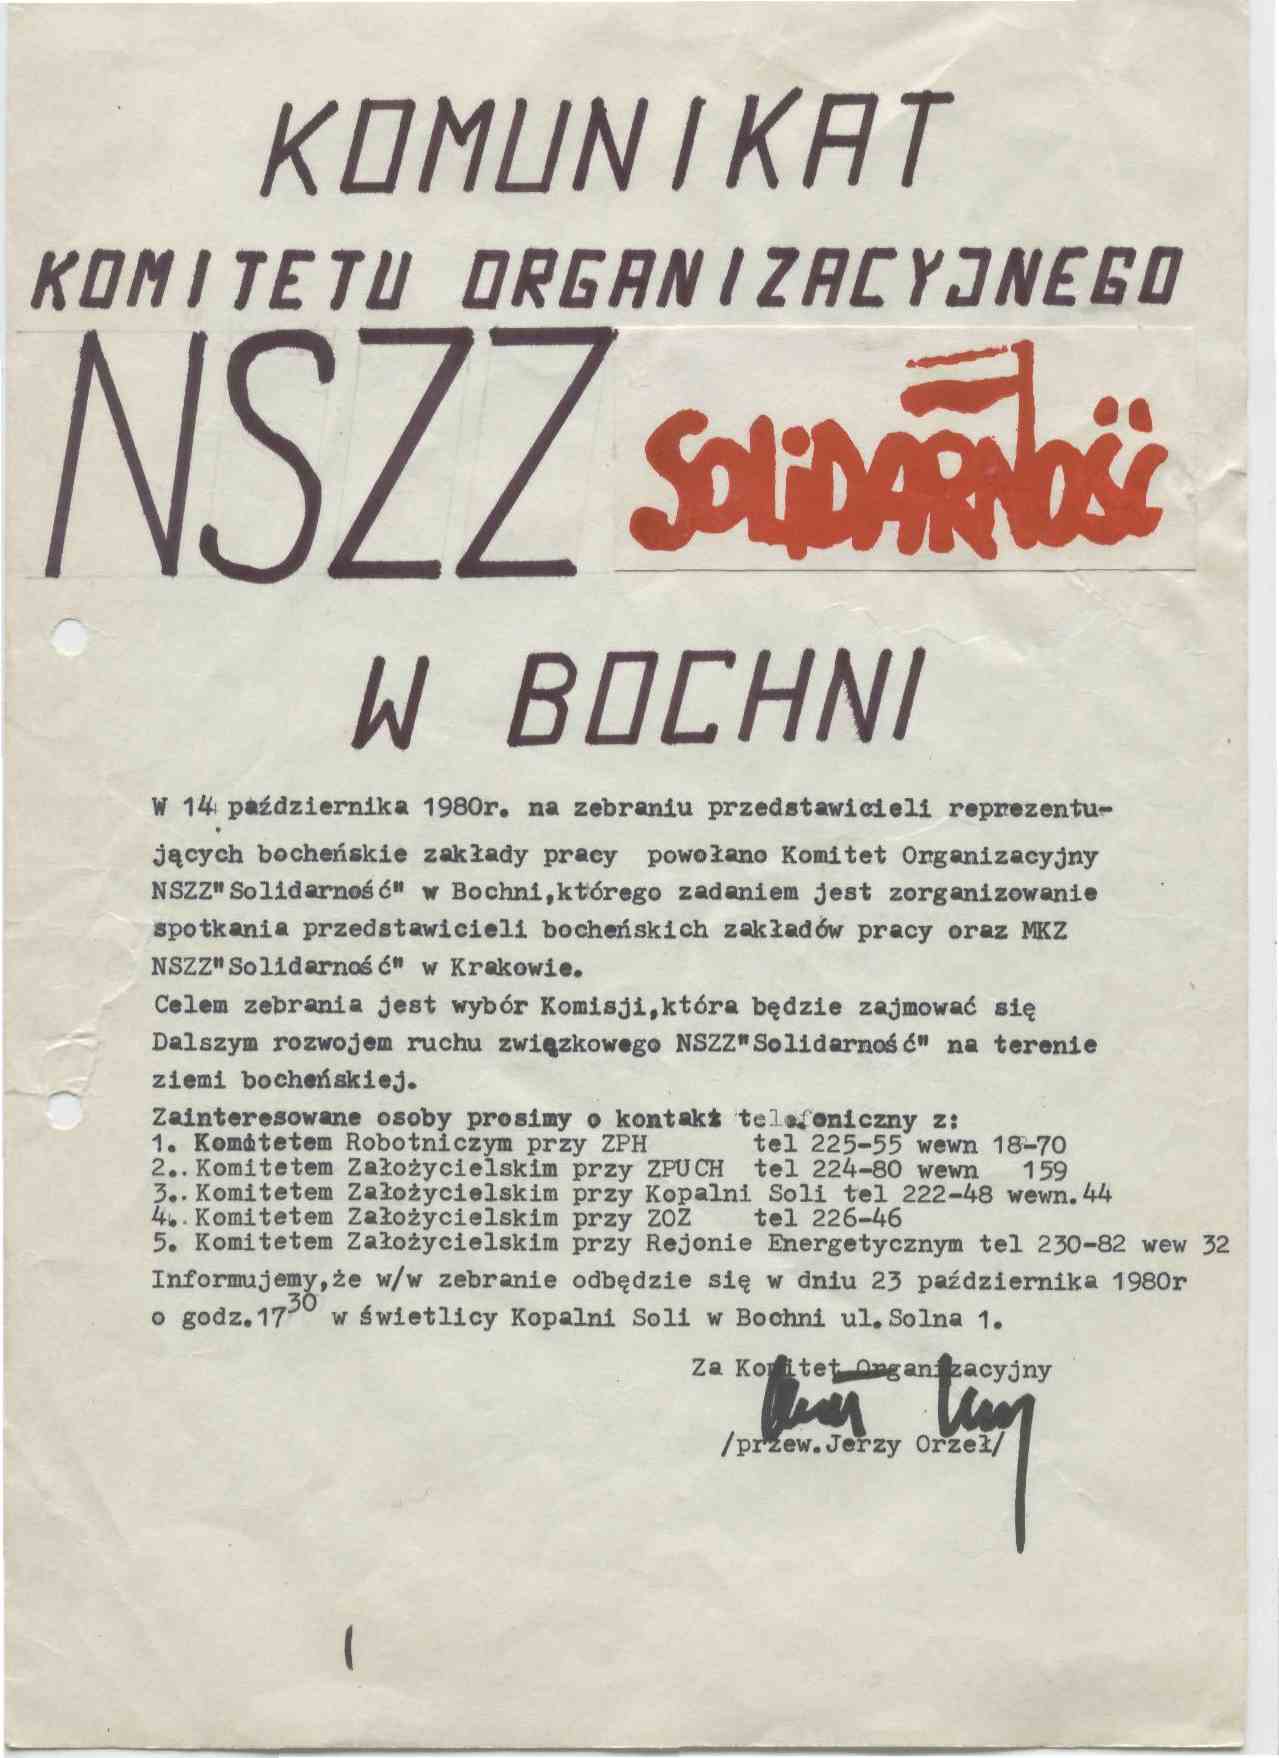 KOMUNIKAT
KOMITETU ORGANIZACYJNEGO
NSZZ SOLIDARNOŚĆ
W BOCHNI
W 14 października 1980r. na zebraniu przedstawicieli reprezentu-
jących bocheńskie zakłady pracy powołano Komitet Organizacyjny
NSZZ"Solidarność" w Bochni,którego zadaniem jest zorganizowanie
spotkania przedstawicieli bocheńskich zakładów pracy oraz MKZ
NSZZ"Solidarność" w Krakowie.
Celem zebrania jest wybór Komisji,która będzie zajmować się
Dalszym rozwojem ruchu związkowego NSZZ"Solidarność" na terenie
ziemi bocheńskiej.
Zainteresowane osoby prosimy o kontakt telefoniczny z:
1. Komitetem Robotniczym przy ZPH tel 225-55 wewn 18-70
2.. Komitetem Założycielskim przy ZPUCH tel 224-80 wewn 159
3.. Komitetem Założycielskim przy Kopalni Soli tel 222-48 wewn.44
4.. Komitetem Założycielskim przy ZOZ tel 226-46
5. Komitetem Założycielskim przy Rejonie Energetycznym tel 230-82 wew 32
Informujemy,że w/w zebranie odbędzie się w dniu 23 października 1980r
o godz.17³⁰ w świetlicy Kopalni Soli w Bochni ul.Solna 1.
Za Komitet Organizacyjny
/przew.Jerzy Orzeł/